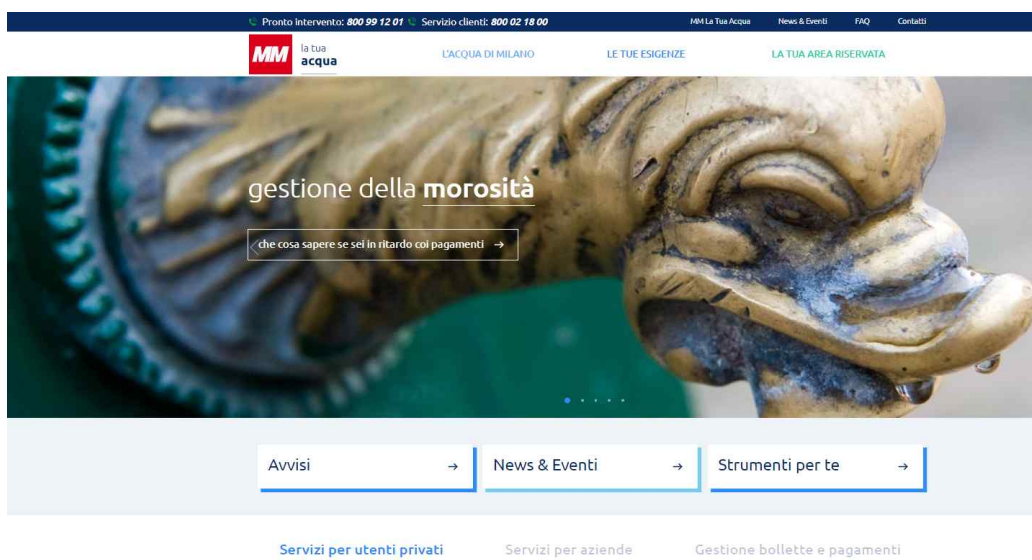 Pronto intervento: 800 99 12 01 Servizio clienti: 800 02 18 00 MM La Tua Acqua News & Eventi FAQ Contatti
MM la tua
acqua
L'ACQUA DI MILANO LE TUE ESIGENZE LA TUA AREA RISERVATA
gestione della morosità
che cosa sapere se sei in ritardo coi pagamenti →
Avvisi → News & Eventi → Strumenti per te →
Servizi per utenti privati Servizi per aziende Gestione bollette e pagamenti